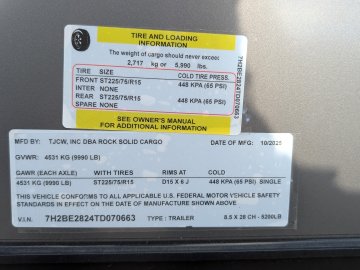 TIRE AND LOADING
INFORMATION
The weight of cargo should never exceed
2,717 kg or 5,990 lbs.
TIRE SIZE COLD TIRE PRESS.
FRONT ST225/75/R15 448 KPA (65 PSI)
INTER NONE
REAR ST225/75/R15 448 KPA (65 PSI)
SPARE NONE
SEE OWNER'S MANUAL
FOR ADDITIONAL INFORMATION
7H2BE2824TD070663
MFD BY: TJCW, INC DBA ROCK SOLID CARGO DATE OF MFD: 10/2025
GVWR: 4531 KG (9990 LB)
GAWR (EACH AXLE) WITH TIRES RIMS AT COLD
4531 KG (9990 LB) ST225/75/R15 D15 X 6 J 448 KPA (65 PSI) SINGLE
THIS VEHICLE CONFORMS TO ALL APPLICABLE U.S. FEDERAL MOTOR VEHICLE SAFETY
STANDARDS IN EFFECT ON THE DATE OF MANUFACTURE SHOWN ABOVE.
V.I.N. 7H2BE2824TD070663 TYPE: TRAILER 8.5 X 28 CH - 5200LB